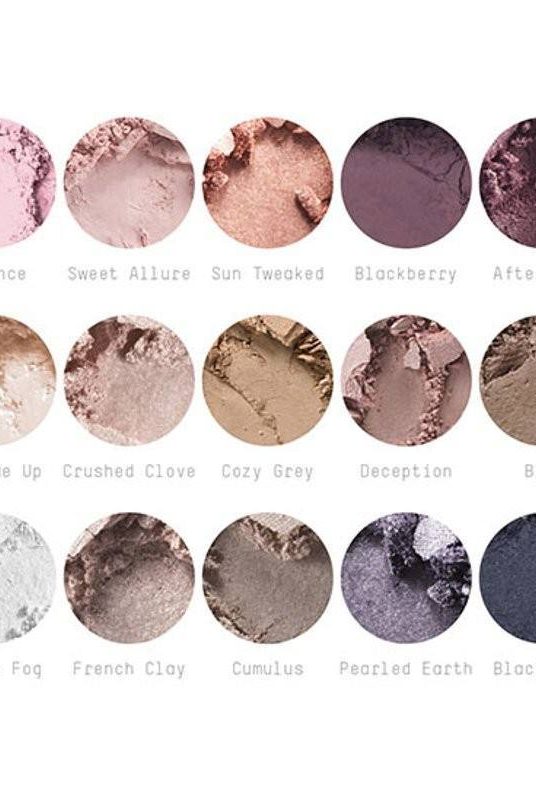 nce Sweet Allure Sun Tweaked Blackberry Afte
e Up Crushed Clove Cozy Grey Deception B
Fog French Clay Cumulus Pearled Earth Blac